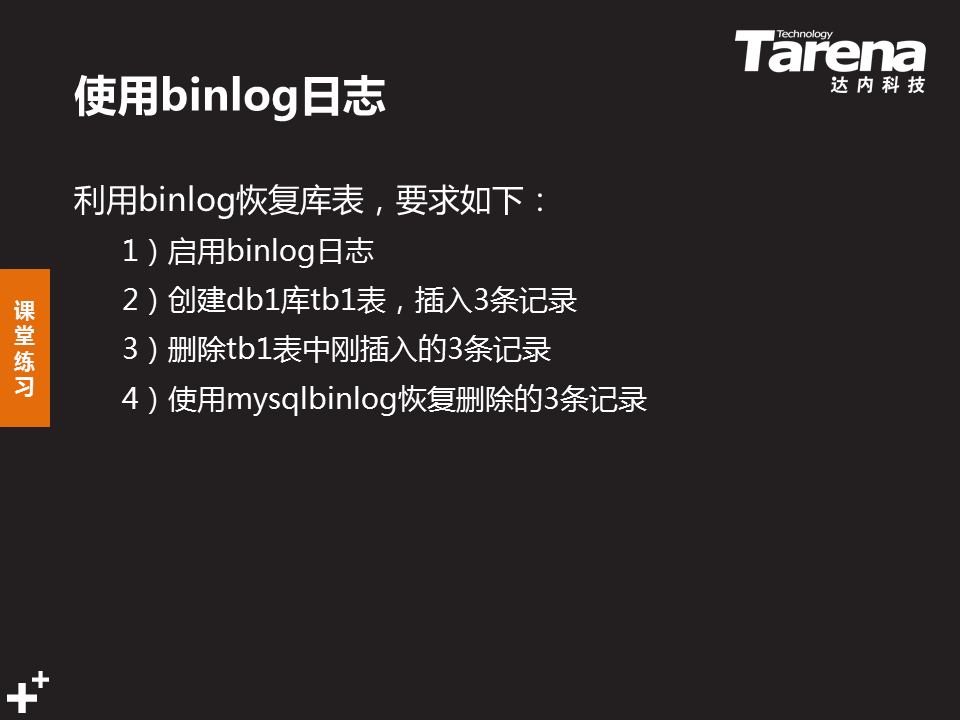 Technology
Tarena
达内科技
使用binlog日志
利用binlog恢复库表，要求如下：
1）启用binlog日志
2）创建db1库tb1表，插入3条记录
3）删除tb1表中刚插入的3条记录
4）使用mysqlbinlog恢复删除的3条记录
课
堂
练
习